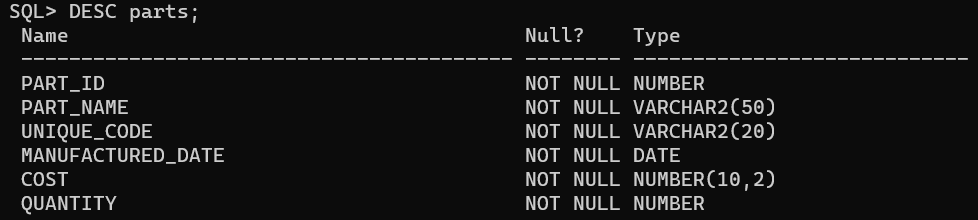 SQL> DESC parts;
Name                                      Null?    Type
----------------------------------------- -------- ----------------------------
PART_ID                                   NOT NULL NUMBER
PART_NAME                                 NOT NULL VARCHAR2(50)
UNIQUE_CODE                               NOT NULL VARCHAR2(20)
MANUFACTURED_DATE                         NOT NULL DATE
COST                                      NOT NULL NUMBER(10,2)
QUANTITY                                  NOT NULL NUMBER